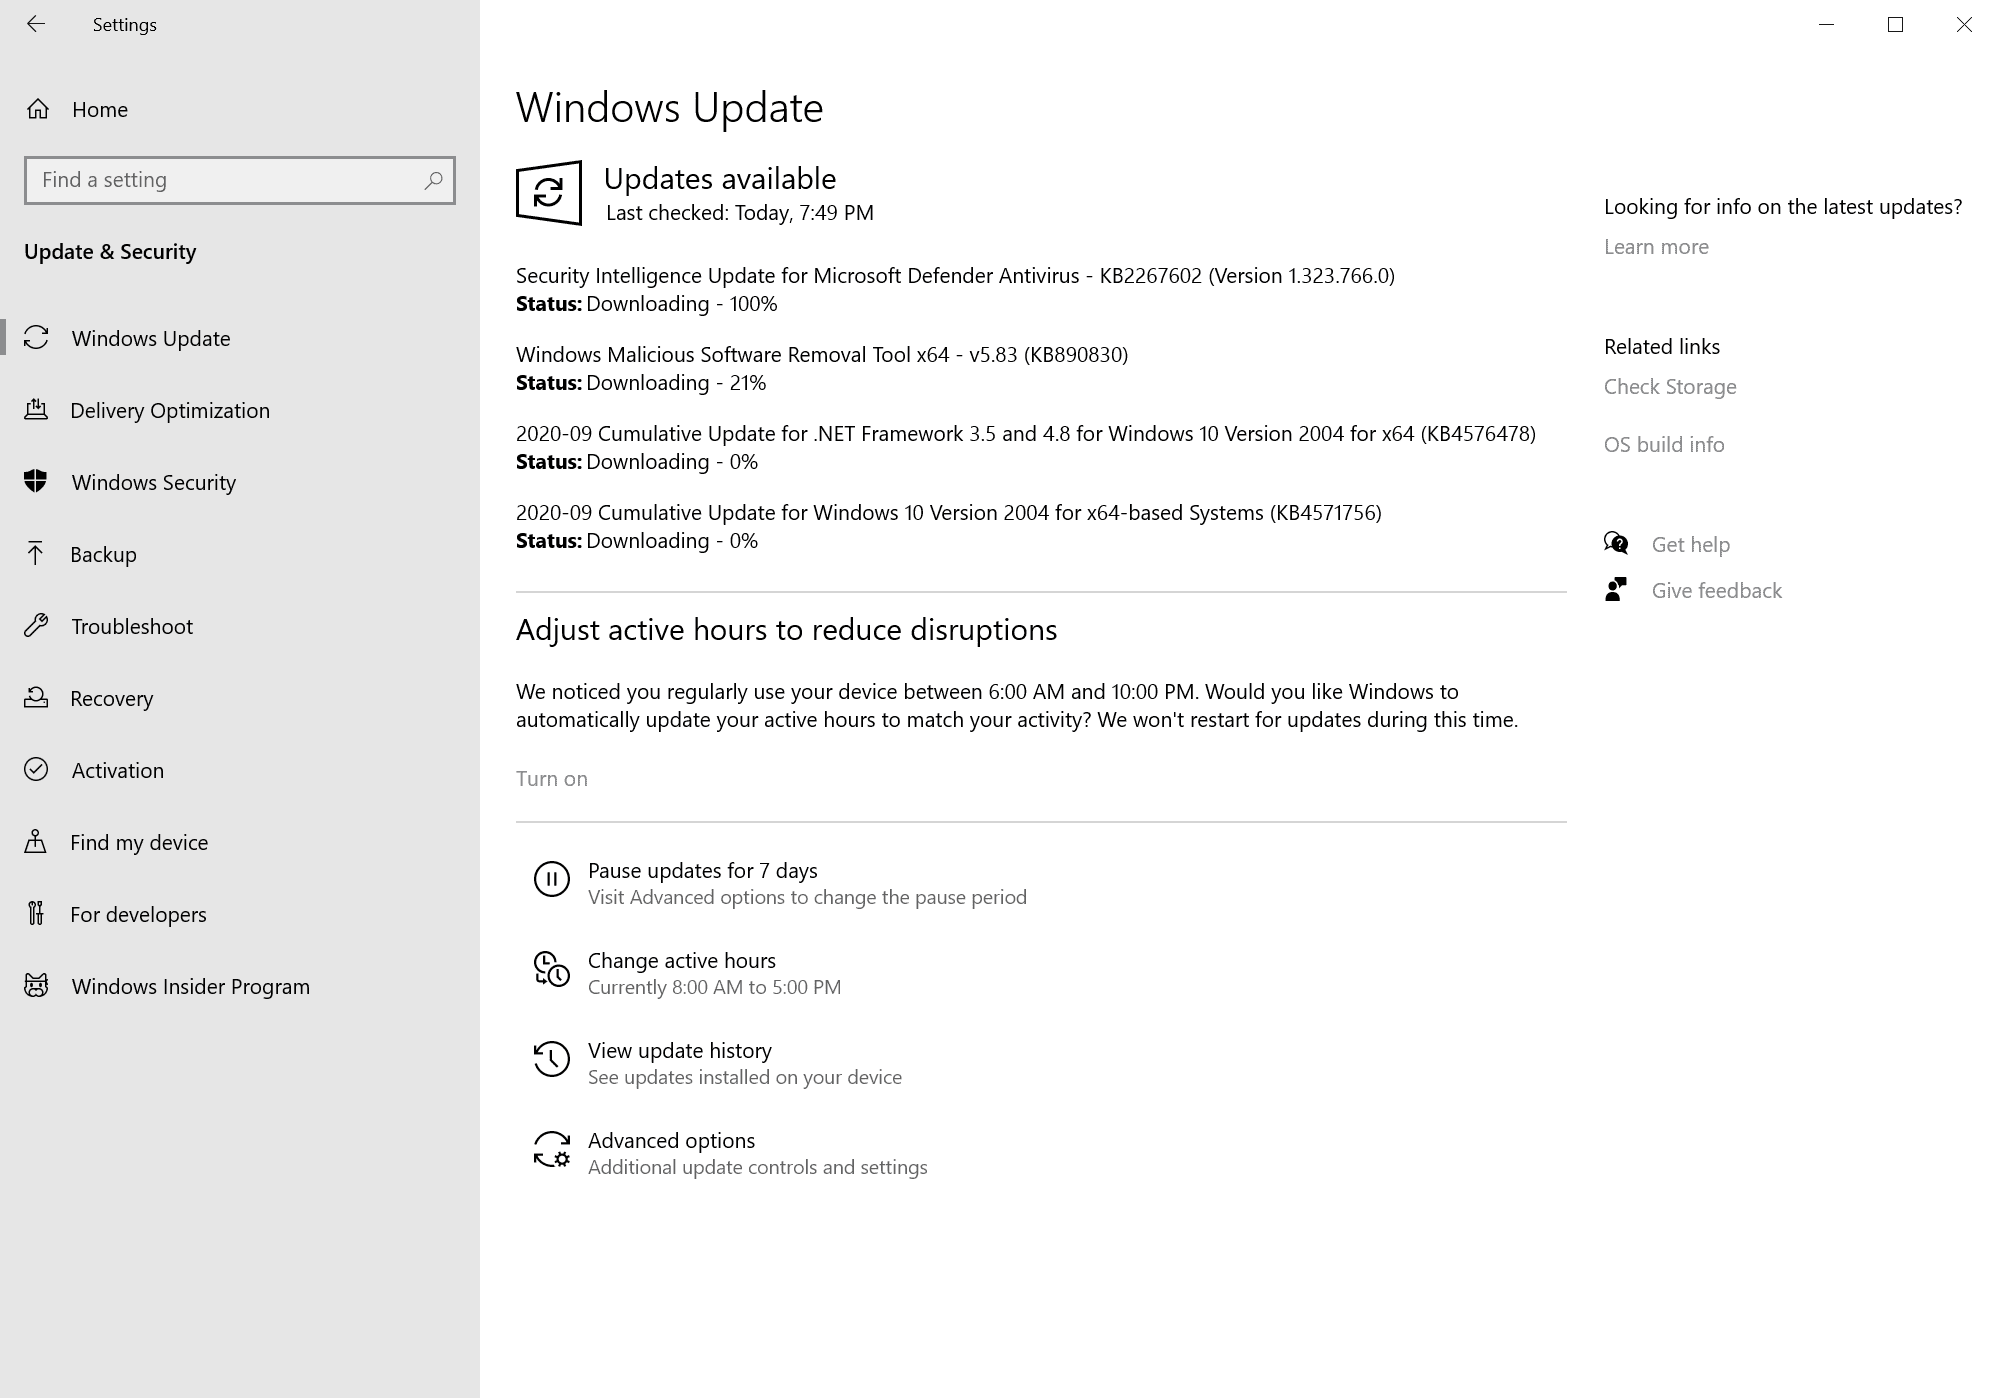 Settings
Home
Find a setting
Update & Security
Windows Update
Delivery Optimization
Windows Security
Backup
Troubleshoot
Recovery
Activation
Find my device
For developers
Windows Insider Program
Windows Update
Updates available
Last checked: Today, 7:49 PM
Security Intelligence Update for Microsoft Defender Antivirus - KB2267602 (Version 1.323.766.0)
Status: Downloading - 100%
Windows Malicious Software Removal Tool x64 - v5.83 (KB890830)
Status: Downloading - 21%
2020-09 Cumulative Update for .NET Framework 3.5 and 4.8 for Windows 10 Version 2004 for x64 (KB4576478)
Status: Downloading - 0%
2020-09 Cumulative Update for Windows 10 Version 2004 for x64-based Systems (KB4571756)
Status: Downloading - 0%
Adjust active hours to reduce disruptions
We noticed you regularly use your device between 6:00 AM and 10:00 PM. Would you like Windows to
automatically update your active hours to match your activity? We won't restart for updates during this time.
Turn on
Pause updates for 7 days
Visit Advanced options to change the pause period
Change active hours
Currently 8:00 AM to 5:00 PM
View update history
See updates installed on your device
Advanced options
Additional update controls and settings
Looking for info on the latest updates?
Learn more
Related links
Check Storage
OS build info
Get help
Give feedback